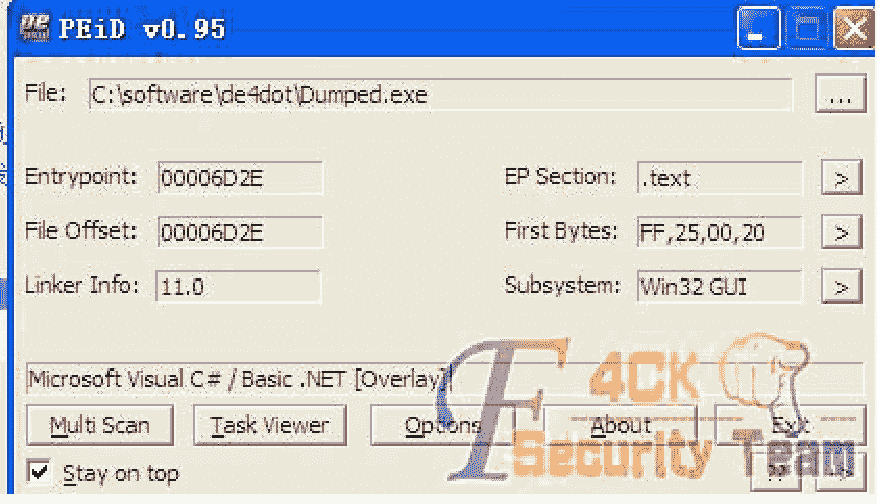 PEiD v0.95
File: C:\software\de4dot\Dumped.exe ...
Entrypoint: 00006D2E EP Section: .text >
File Offset: 00006D2E First Bytes: FF,25,00,20 >
Linker Info: 11.0 Subsystem: Win32 GUI >
Microsoft Visual C# / Basic .NET [Overlay]
Multi Scan Task Viewer Options About Exit
Stay on top ??
F4CK
Security Team